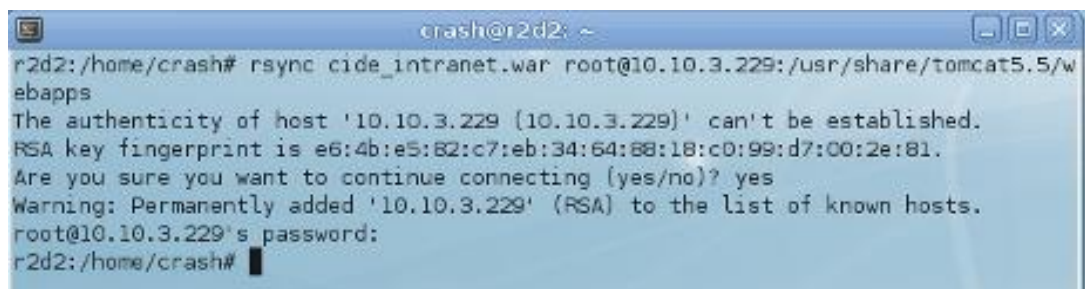 crash@r2d2: ~
r2d2:/home/crash# rsync cide_intranet.war root@10.10.3.229:/usr/share/tomcat5.5/w
ebapps
The authenticity of host '10.10.3.229 (10.10.3.229)' can't be established.
RSA key fingerprint is e6:4b:e5:82:c7:eb:34:64:88:18:c0:99:d7:00:2e:81.
Are you sure you want to continue connecting (yes/no)? yes
Warning: Permanently added '10.10.3.229' (RSA) to the list of known hosts.
root@10.10.3.229's password:
r2d2:/home/crash#